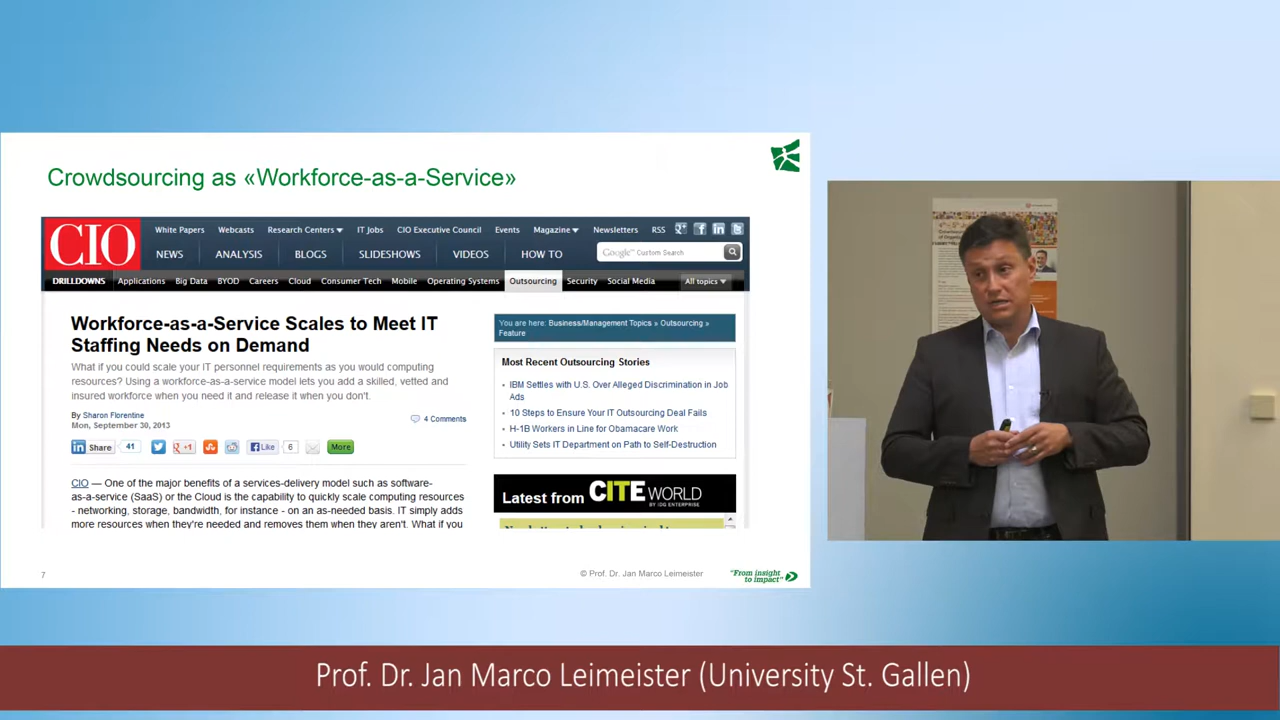 Crowdsourcing as «Workforce-as-a-Service»
CIO
White Papers Webcasts Research Centers IT Jobs CIO Executive Council Events Magazine Newsletters RSS
NEWS ANALYSIS BLOGS SLIDESHOWS VIDEOS HOW TO Google™ Custom Search
DRILLDOWNS Applications Big Data BYOD Careers Cloud Consumer Tech Mobile Operating Systems Outsourcing Security Social Media All topics
Workforce-as-a-Service Scales to Meet IT
Staffing Needs on Demand
What if you could scale your IT personnel requirements as you would computing
resources? Using a workforce-as-a-service model lets you add a skilled, vetted and
insured workforce when you need it and release it when you don't.
By Sharon Florentine
Mon, September 30, 2013
4 Comments
Share 41 +1 Like 6 More
CIO — One of the major benefits of a services-delivery model such as software-
as-a-service (SaaS) or the Cloud is the capability to quickly scale computing resources
- networking, storage, bandwidth, for instance - on an as-needed basis. IT simply adds
more resources when they're needed and removes them when they aren't. What if you
You are here: Business/Management Topics » Outsourcing »
Feature
Most Recent Outsourcing Stories
IBM Settles with U.S. Over Alleged Discrimination in Job
Ads
10 Steps to Ensure Your IT Outsourcing Deal Fails
H-1B Workers in Line for Obamacare Work
Utility Sets IT Department on Path to Self-Destruction
Latest from CITEWORLD
BY IDG ENTERPRISE
7
© Prof. Dr. Jan Marco Leimeister
"From insight
to impact"
Prof. Dr. Jan Marco Leimeister (University St. Gallen)